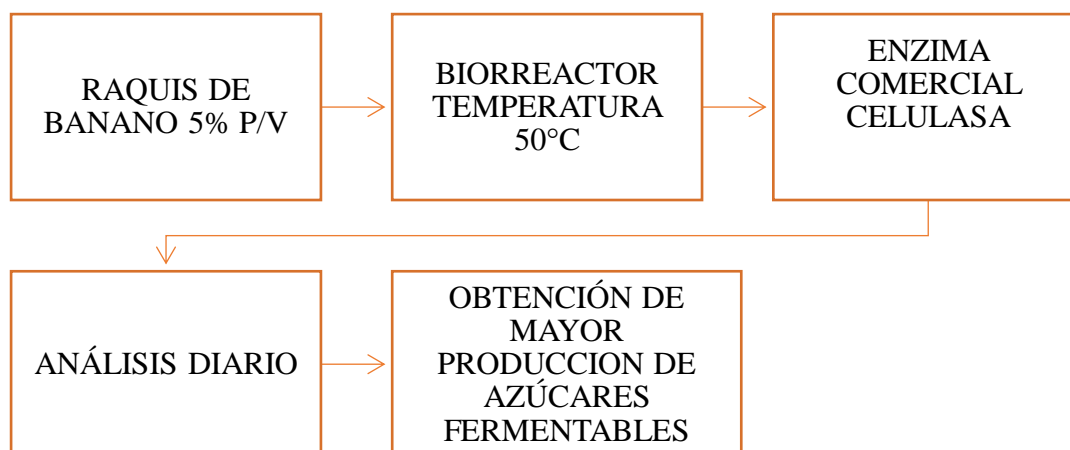 RAQUIS DE
BANANO 5% P/V
BIORREACTOR
TEMPERATURA
50°C
ENZIMA
COMERCIAL
CELULASA
ANÁLISIS DIARIO
OBTENCIÓN DE
MAYOR
PRODUCCION DE
AZÚCARES
FERMENTABLES